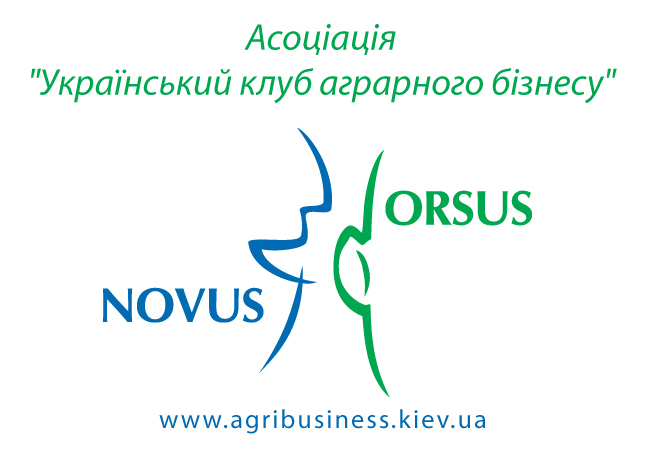 Асоціація
"Український клуб аграрного бізнесу"
ORSUS
NOVUS
www.agribusiness.kiev.ua